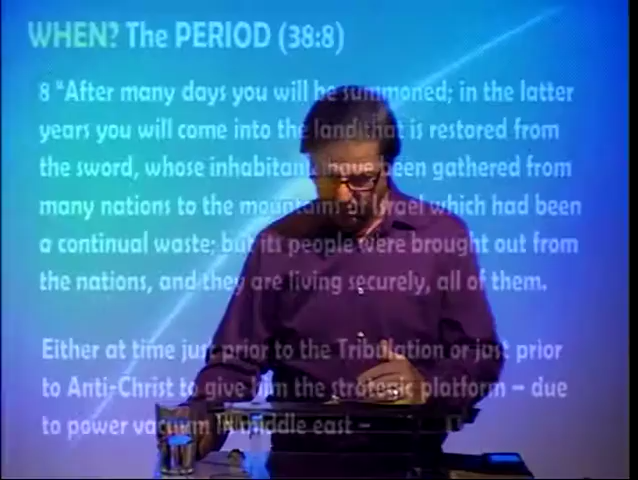 WHEN? The PERIOD (38:8)
8 "After many days you will be summoned; in the latter
years you will come into the land that is restored from
the sword, whose inhabitants have been gathered from
many nations to the mountains of Israel which had been
a continual waste; but its people were brought out from
the nations, and they are living securely, all of them.
Either at time just prior to the Tribulation or just prior
to Anti-Christ to give him the strategic platform – due
to power vacuum IN middle east –